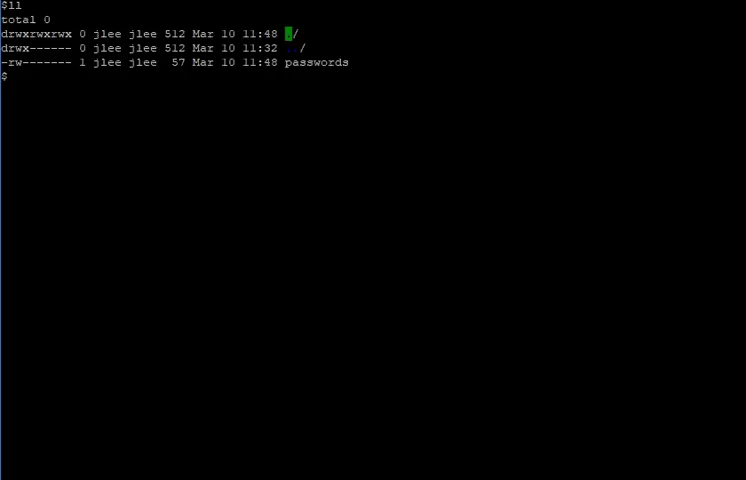 $ll
total 0
drwxrwxrwx 0 jlee jlee 512 Mar 10 11:48 ./
drwx------ 0 jlee jlee 512 Mar 10 11:32 ../
-rw------- 1 jlee jlee  57 Mar 10 11:48 passwords
$